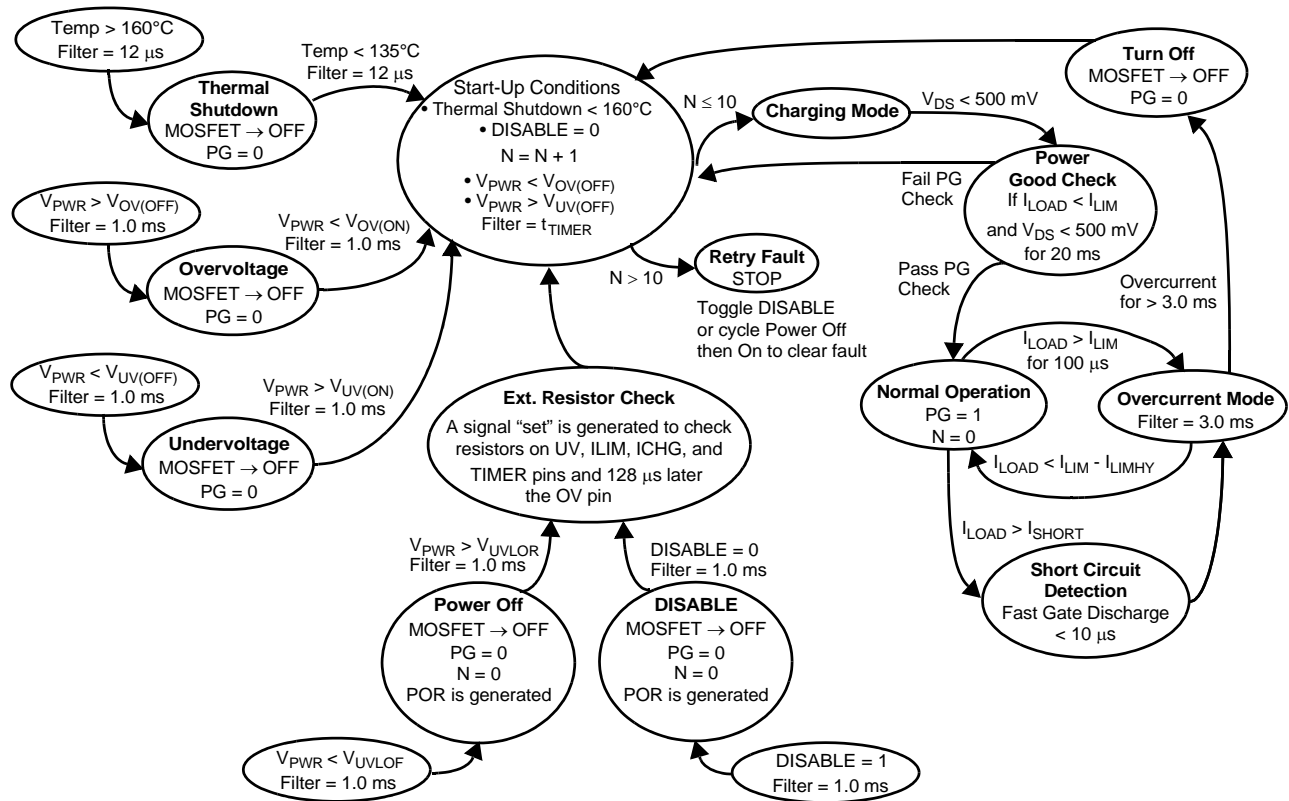 Temp > 160°C
Filter = 12 μs
Temp < 135°C
Filter = 12 μs
Thermal
Shutdown
MOSFET → OFF
PG = 0
Start-Up Conditions
• Thermal Shutdown < 160°C
• DISABLE = 0
N = N + 1
• VPWR < VOV(OFF)
• VPWR > VUV(OFF)
Filter = tTIMER
N ≤ 10
Charging Mode
VDS < 500 mV
Turn Off
MOSFET → OFF
PG = 0
Fail PG
Check
Power
Good Check
If ILOAD < ILIM
and VDS < 500 mV
for 20 ms
VPWR > VOV(OFF)
Filter = 1.0 ms
VPWR < VOV(ON)
Filter = 1.0 ms
Overvoltage
MOSFET → OFF
PG = 0
N > 10
Retry Fault
STOP
Toggle DISABLE
or cycle Power Off
then On to clear fault
Pass PG
Check
Overcurrent
for > 3.0 ms
VPWR < VUV(OFF)
Filter = 1.0 ms
VPWR > VUV(ON)
Filter = 1.0 ms
Undervoltage
MOSFET → OFF
PG = 0
Ext. Resistor Check
A signal “set” is generated to check
resistors on UV, ILIM, ICHG, and
TIMER pins and 128 μs later
the OV pin
ILOAD > ILIM
for 100 μs
Normal Operation
PG = 1
N = 0
Overcurrent Mode
Filter = 3.0 ms
ILOAD < ILIM - ILIMHY
ILOAD > ISHORT
Short Circuit
Detection
Fast Gate Discharge
< 10 μs
VPWR > VUVLOR
Filter = 1.0 ms
DISABLE = 0
Filter = 1.0 ms
Power Off
MOSFET → OFF
PG = 0
N = 0
POR is generated
DISABLE
MOSFET → OFF
PG = 0
N = 0
POR is generated
VPWR < VUVLOF
Filter = 1.0 ms
DISABLE = 1
Filter = 1.0 ms